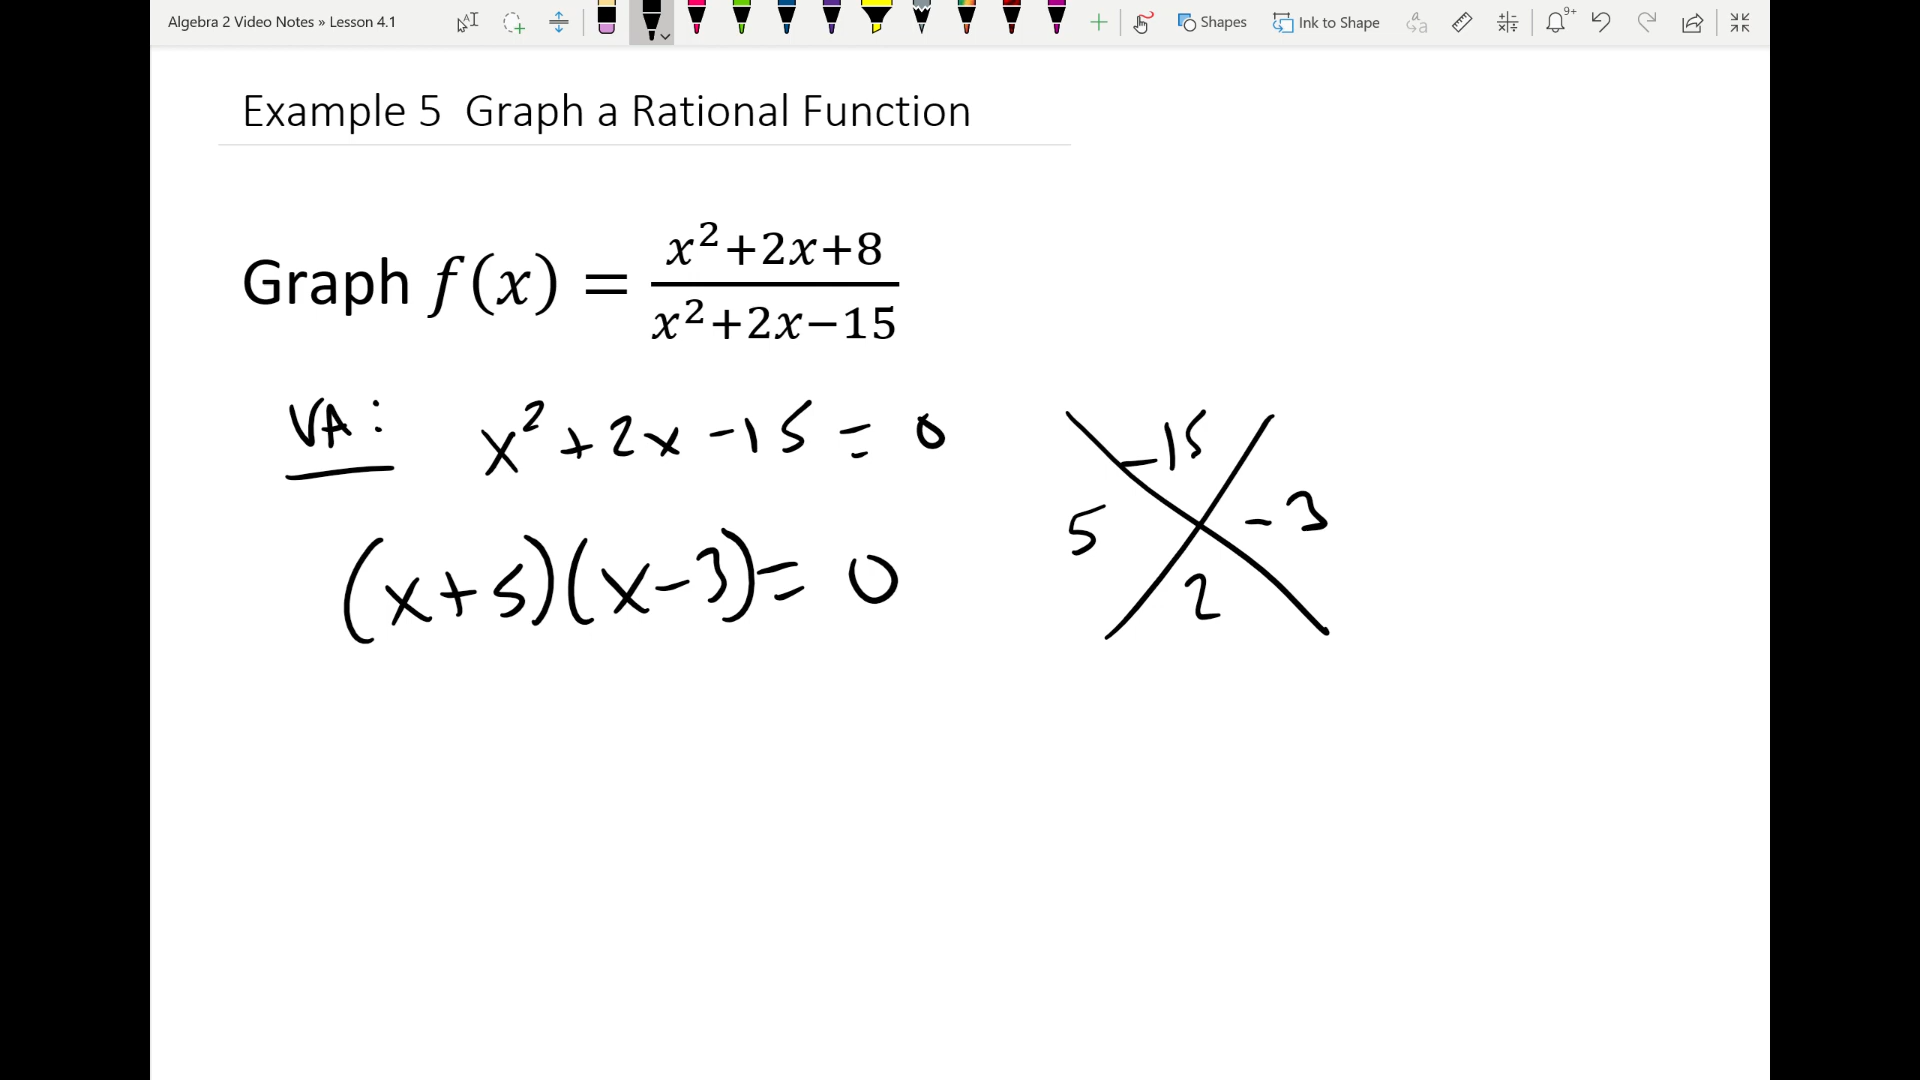 Algebra 2 Video Notes » Lesson 4.1
Shapes
Ink to Shape
9+
Example 5 Graph a Rational Function
Graph f(x) = x²+2x+8 / x²+2x−15
VA: x² + 2x - 15 = 0
(x+5)(x-3) = 0
-15
5 -3
2